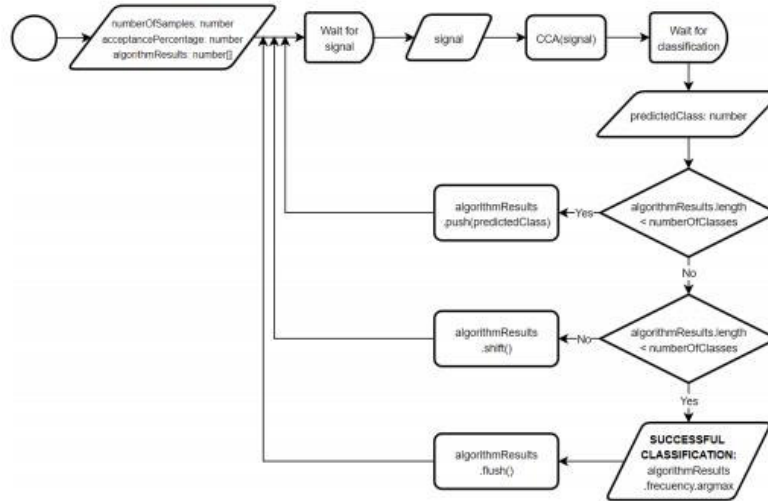 numberOfSamples: number
acceptancePercentage: number
algorithmResults: number[]
Wait for
signal
signal
CCA(signal)
Wait for
classification
predictedClass: number
algorithmResults.length
< numberOfClasses
Yes
algorithmResults
.push(predictedClass)
No
algorithmResults.length
< numberOfClasses
No
algorithmResults
.shift()
Yes
SUCCESSFUL
CLASSIFICATION:
algorithmResults
.frecuency.argmax
algorithmResults
.flush()